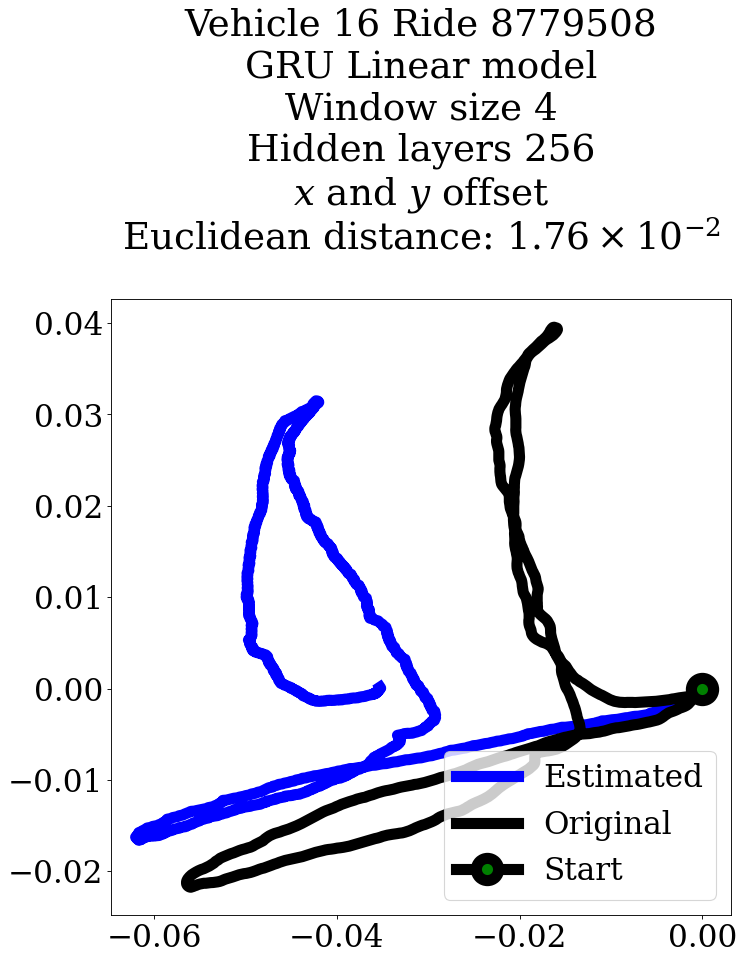 Vehicle 16 Ride 8779508
GRU Linear model
Window size 4
Hidden layers 256
x and y offset
Euclidean distance: 1.76 × 10⁻²
0.04
0.03
0.02
0.01
0.00
−0.01
−0.02
Estimated
Original
Start
−0.06 −0.04 −0.02 0.00